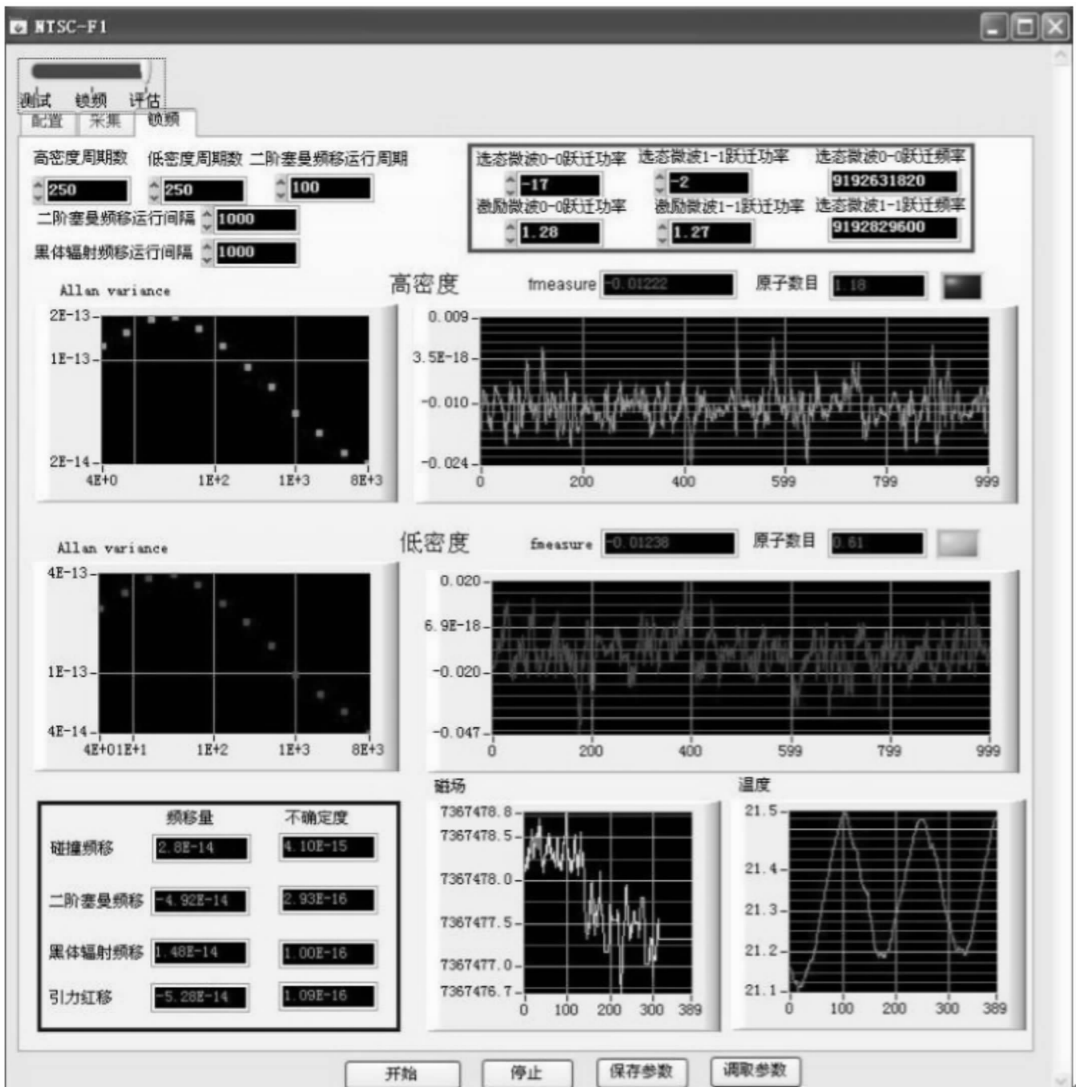 NTSC-F1
测试 锁频 评估
配置 采集 锁频
高密度周期数 低密度周期数 二阶塞曼频移运行周期
250 250 100
二阶塞曼频移运行间隔 1000
黑体辐射频移运行间隔 1000
选态微波0-0跃迁功率 选态微波1-1跃迁功率 选态微波0-0跃迁频率
-17 -2 9192631820
激励微波0-0跃迁功率 激励微波1-1跃迁功率 选态微波1-1跃迁频率
1.28 1.27 9192829600
Allan variance
2E-13
1E-13
2E-14
4E+0 1E+2 1E+3 8E+3
高密度 fmeasure -0.01222 原子数目 1.18
0.009
3.5E-18
-0.010
-0.024
0 200 400 599 799 999
Allan variance
4E-13
1E-13
4E-14
4E+01E+1 1E+2 1E+3 8E+3
低密度 fmeasure -0.01238 原子数目 0.61
0.020
6.9E-18
-0.020
-0.047
0 200 400 599 799 999
频移量 不确定度
碰撞频移 2.8E-14 4.10E-15
二阶塞曼频移 -4.92E-14 2.93E-16
黑体辐射频移 1.48E-14 1.00E-16
引力红移 -5.28E-14 1.09E-16
磁场
7367478.8
7367478.5
7367478.0
7367477.5
7367477.0
7367476.7
0 100 200 300 389
温度
21.5
21.4
21.3
21.2
21.1
0 100 200 300 389
开始 停止 保存参数 调取参数